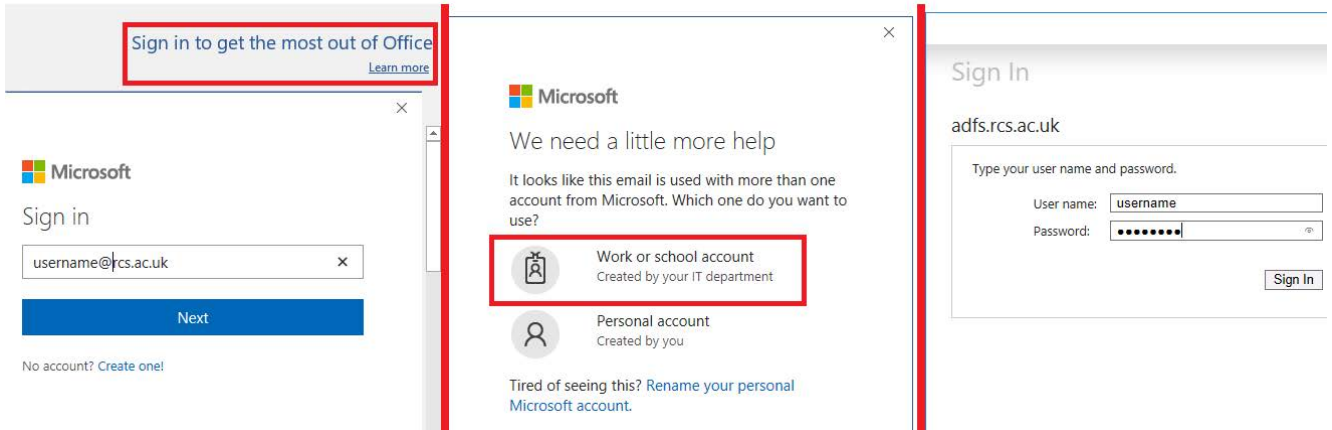 Sign in to get the most out of Office
Learn more
Microsoft
Sign in
username@rcs.ac.uk
Next
No account? Create one!
Microsoft
We need a little more help
It looks like this email is used with more than one
account from Microsoft. Which one do you want to
use?
Work or school account
Created by your IT department
Personal account
Created by you
Tired of seeing this? Rename your personal
Microsoft account.
Sign In
adfs.rcs.ac.uk
Type your user name and password.
User name: username
Password: ●●●●●●●●
Sign In